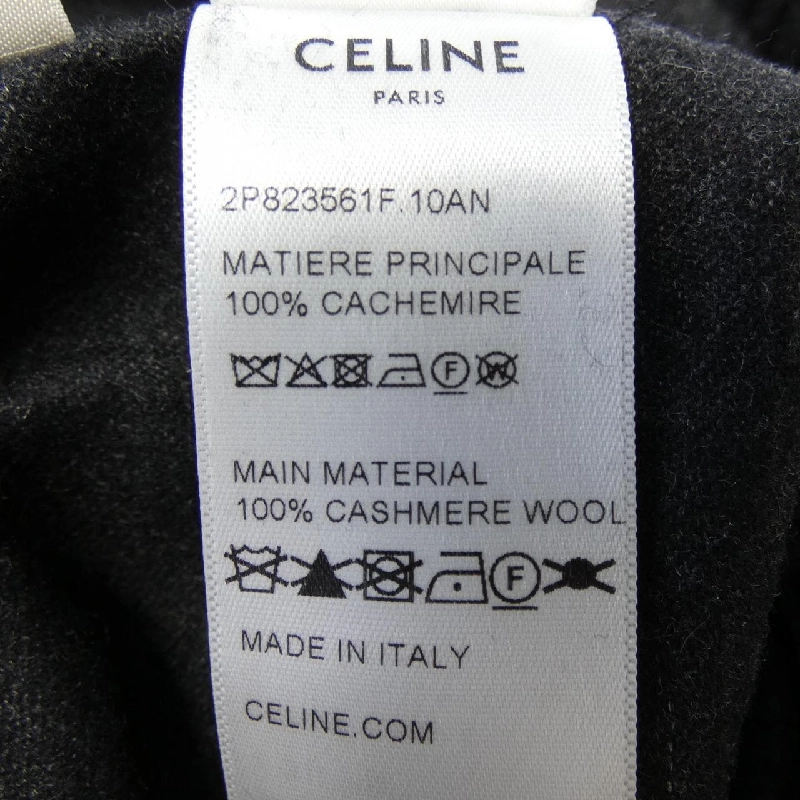 CELINE
PARIS
2P823561F.10AN
MATIERE PRINCIPALE
100% CACHEMIRE
F W
MAIN MATERIAL
100% CASHMERE WOOL
F
MADE IN ITALY
CELINE.COM